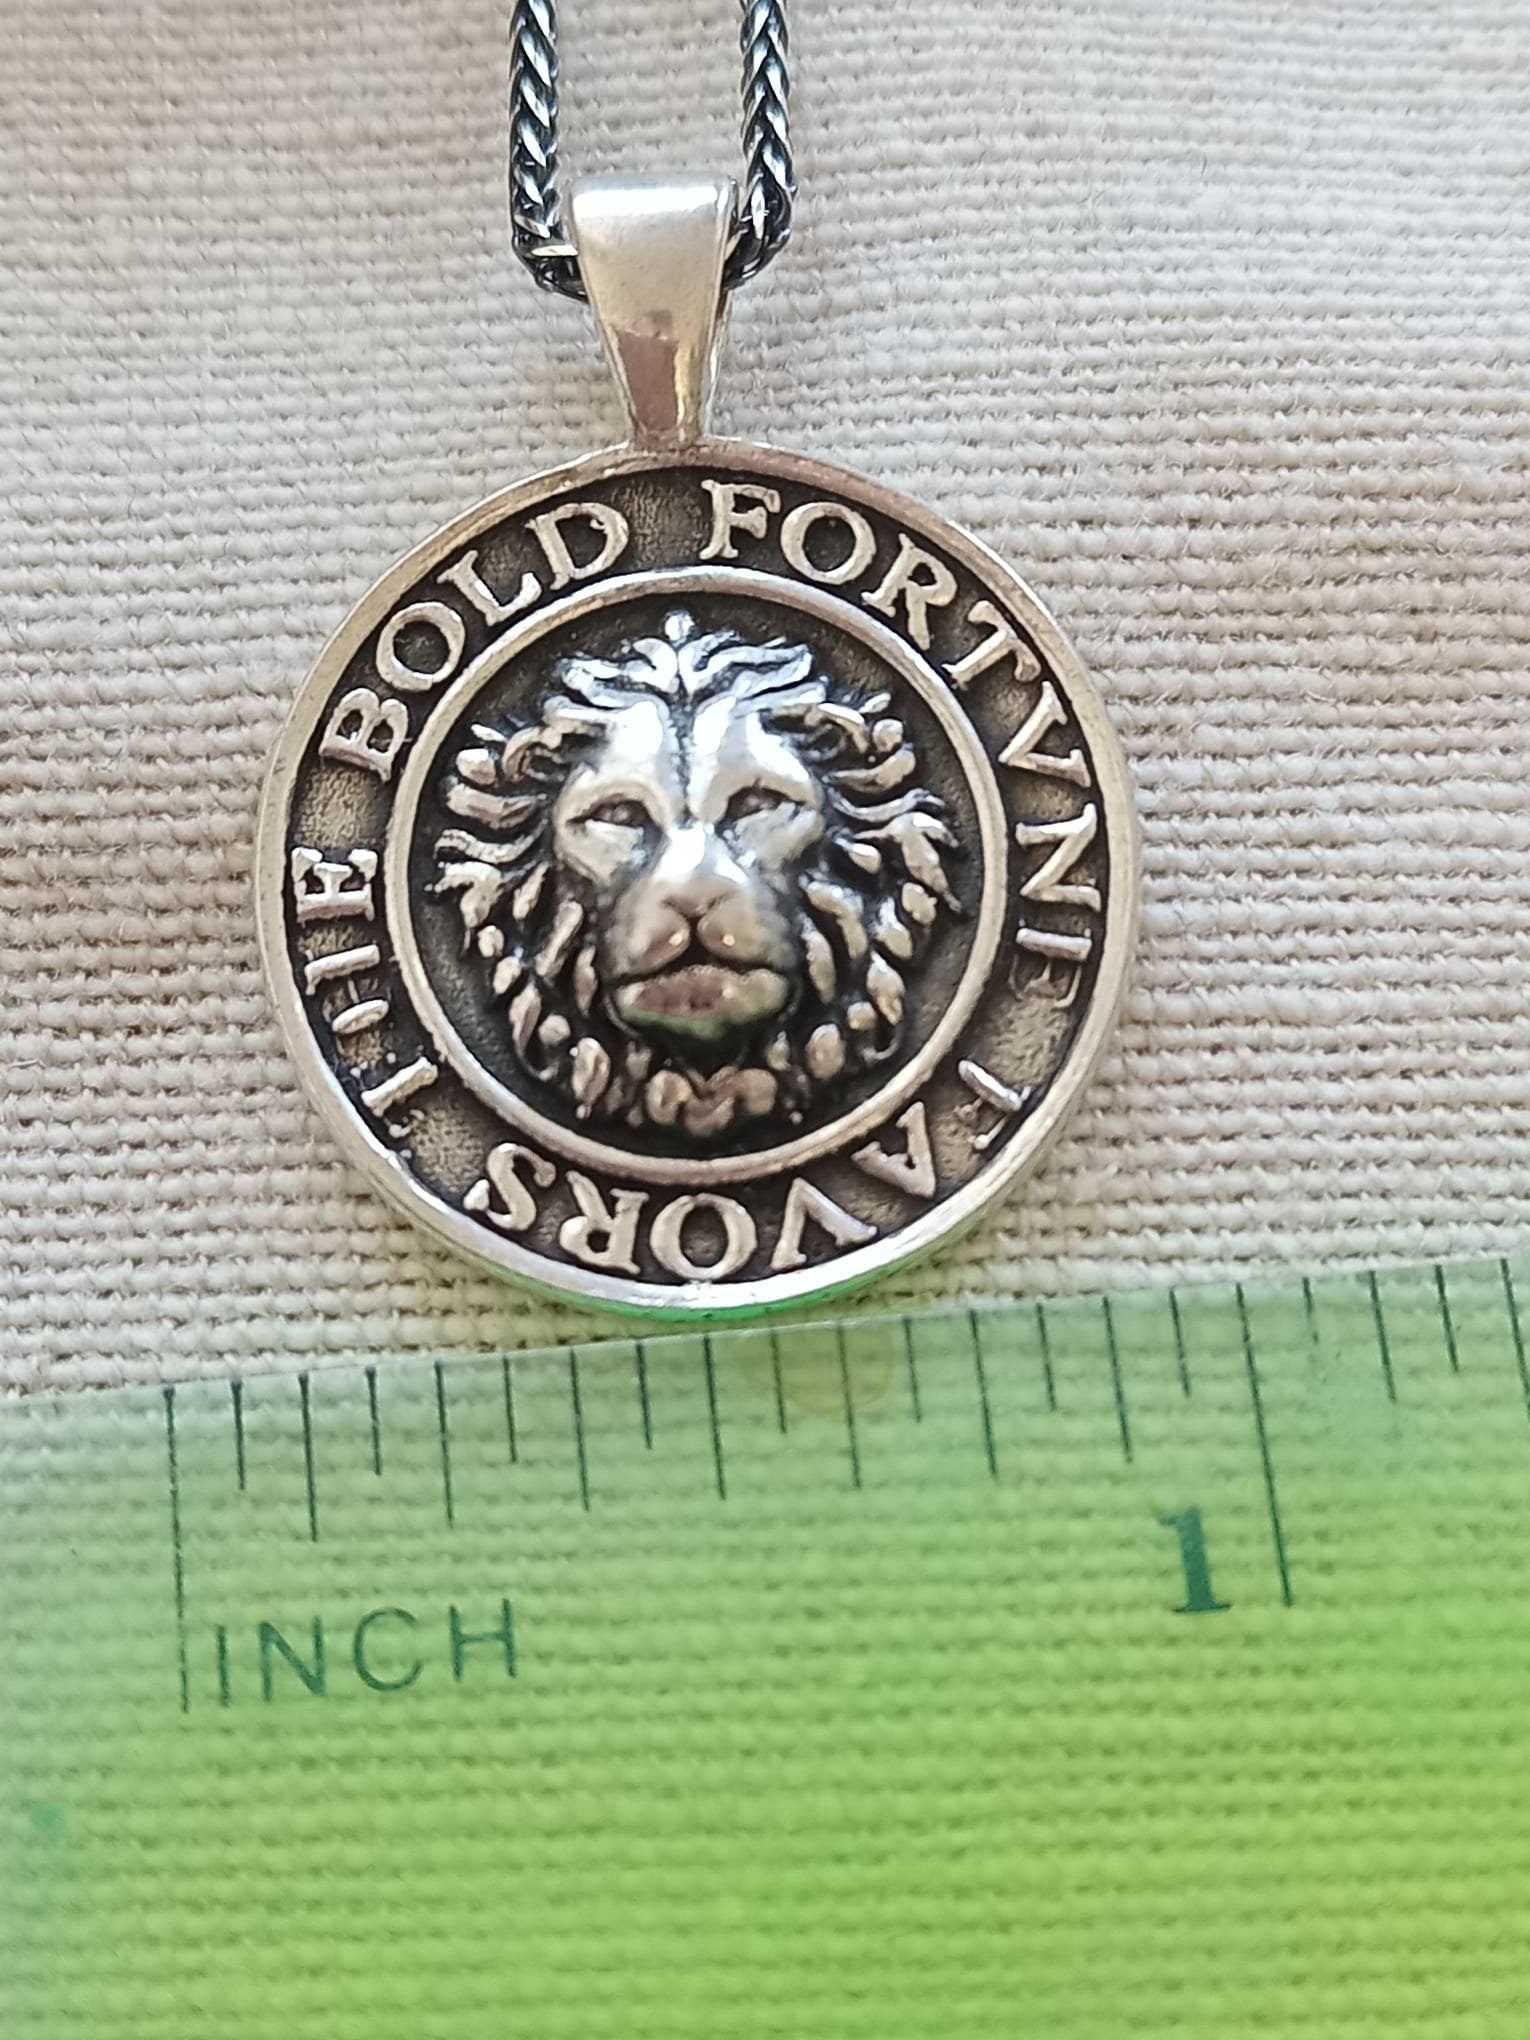 FORTVNE FAVORS THE BOLD
INCH
1